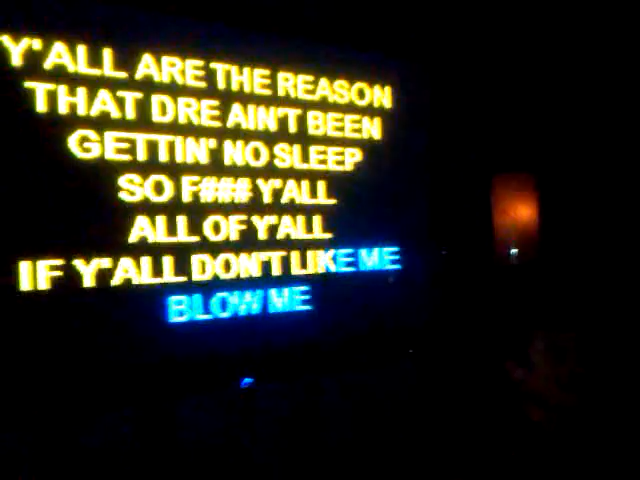 Y'ALL ARE THE REASON
THAT DRE AIN'T BEEN
GETTIN' NO SLEEP
SO F### Y'ALL
ALL OF Y'ALL
IF Y'ALL DON'T LIKE ME
BLOW ME